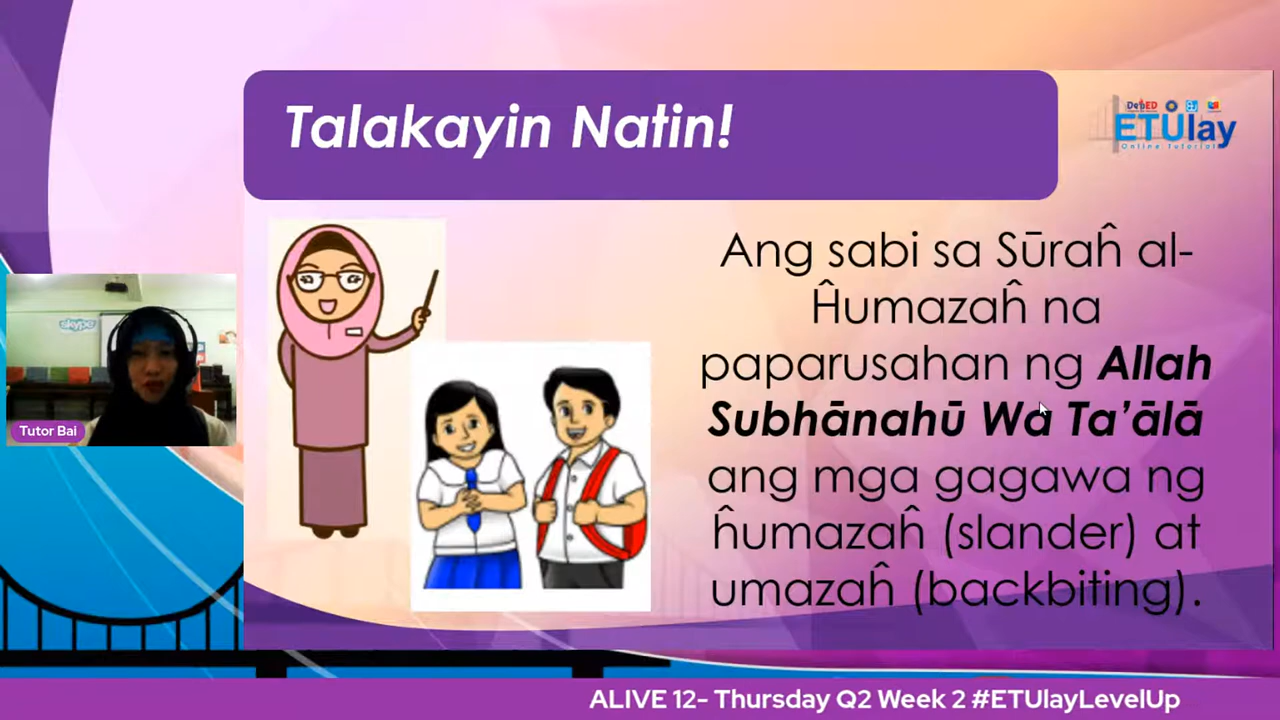 Talakayin Natin!
DepED
ETUlay
Online Tutorial
Ang sabi sa Sūraĥ al-
Ĥumazaĥ na
paparusahan ng Allah
Subhānahū Wa Ta’ālā
ang mga gagawa ng
ĥumazaĥ (slander) at
umazaĥ (backbiting).
skype
Tutor Bai
ALIVE 12- Thursday Q2 Week 2 #ETUlayLevelUp